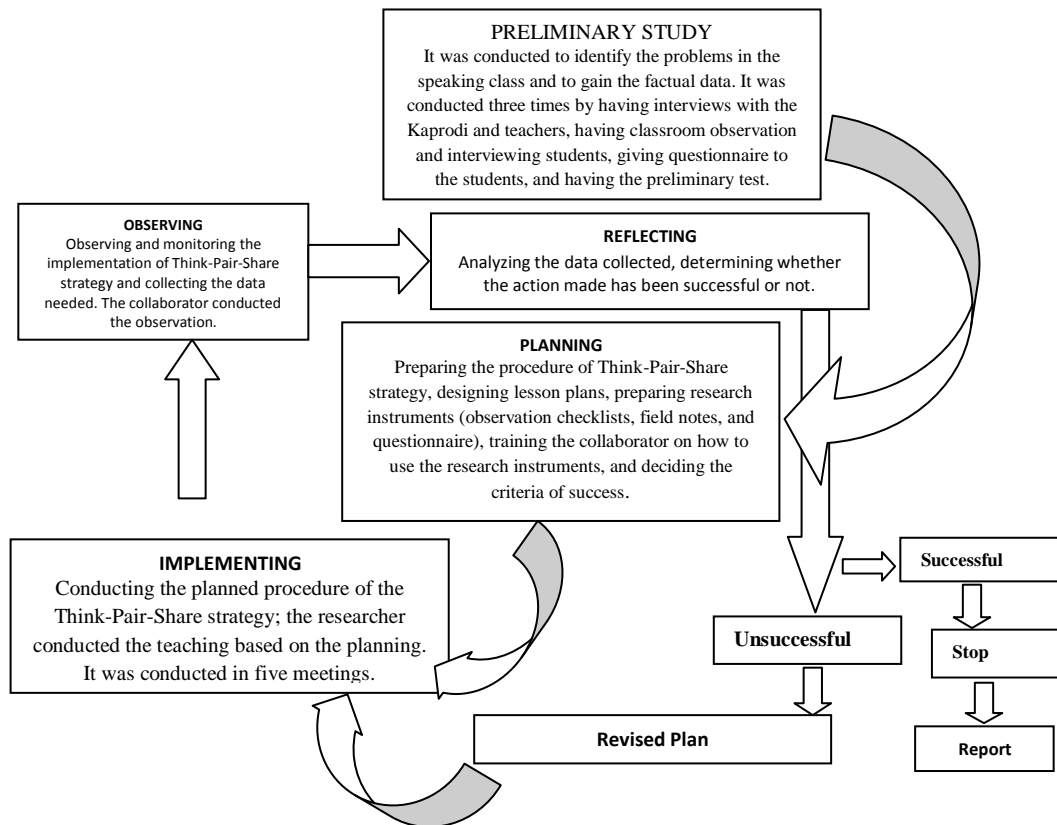 PRELIMINARY STUDY
It was conducted to identify the problems in the
speaking class and to gain the factual data. It was
conducted three times by having interviews with the
Kaprodi and teachers, having classroom observation
and interviewing students, giving questionnaire to
the students, and having the preliminary test.
OBSERVING
Observing and monitoring the
implementation of Think-Pair-Share
strategy and collecting the data
needed. The collaborator conducted
the observation.
REFLECTING
Analyzing the data collected, determining whether
the action made has been successful or not.
PLANNING
Preparing the procedure of Think-Pair-Share
strategy, designing lesson plans, preparing research
instruments (observation checklists, field notes, and
questionnaire), training the collaborator on how to
use the research instruments, and deciding the
criteria of success.
IMPLEMENTING
Conducting the planned procedure of the
Think-Pair-Share strategy; the researcher
conducted the teaching based on the planning.
It was conducted in five meetings.
Successful
Unsuccessful
Stop
Revised Plan
Report